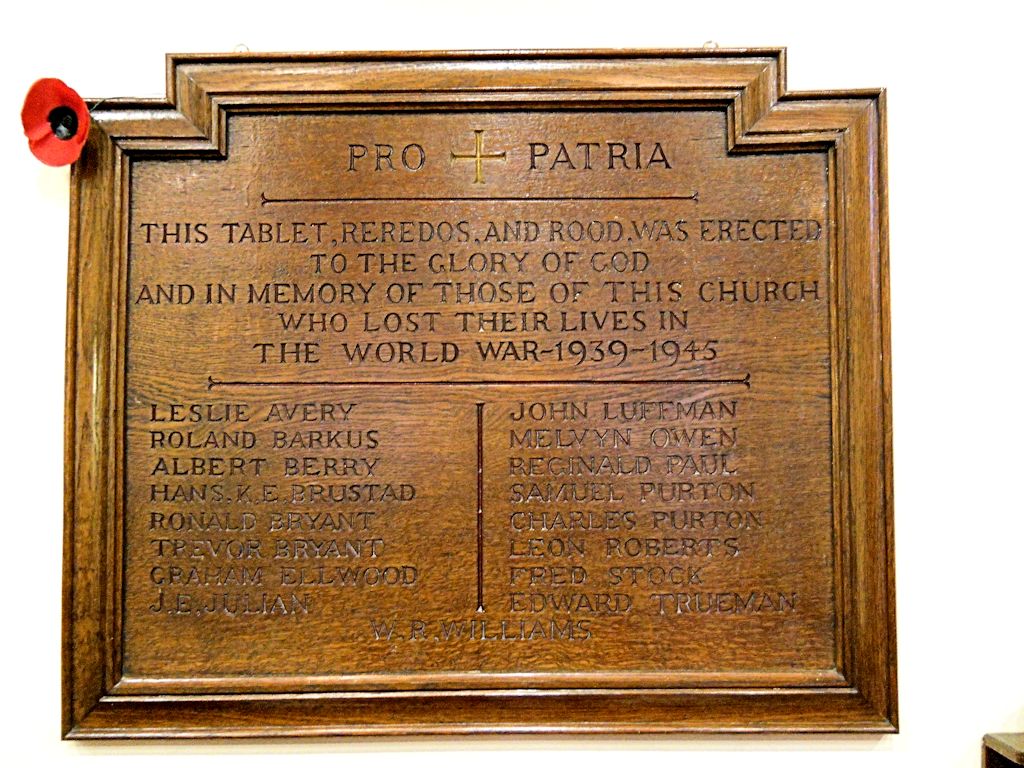 PRO PATRIA
THIS TABLET, REREDOS, AND ROOD, WAS ERECTED
TO THE GLORY OF GOD
AND IN MEMORY OF THOSE OF THIS CHURCH
WHO LOST THEIR LIVES IN
THE WORLD WAR-1939-1945
LESLIE AVERY
ROLAND BARKUS
ALBERT BERRY
HANS.K.E.BRUSTAD
RONALD BRYANT
TREVOR BRYANT
GRAHAM ELLWOOD
J.E.JULIAN
JOHN LUFFMAN
MELVYN OWEN
REGINALD PAUL
SAMUEL PURTON
CHARLES PURTON
LEON ROBERTS
FRED STOCK
EDWARD TRUEMAN
W.R.WILLIAMS